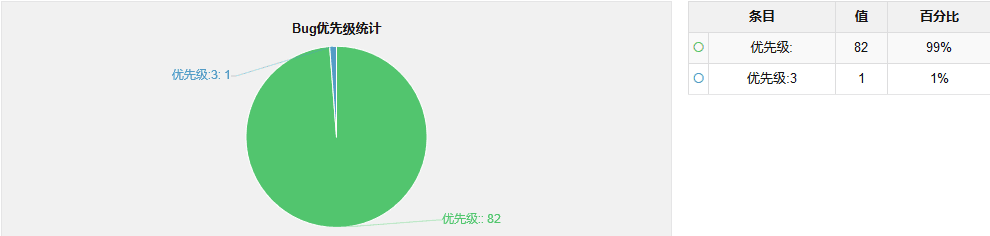 Bug优先级统计
优先级:3: 1
优先级:: 82
条目 值 百分比
优先级: 82 99%
优先级:3 1 1%